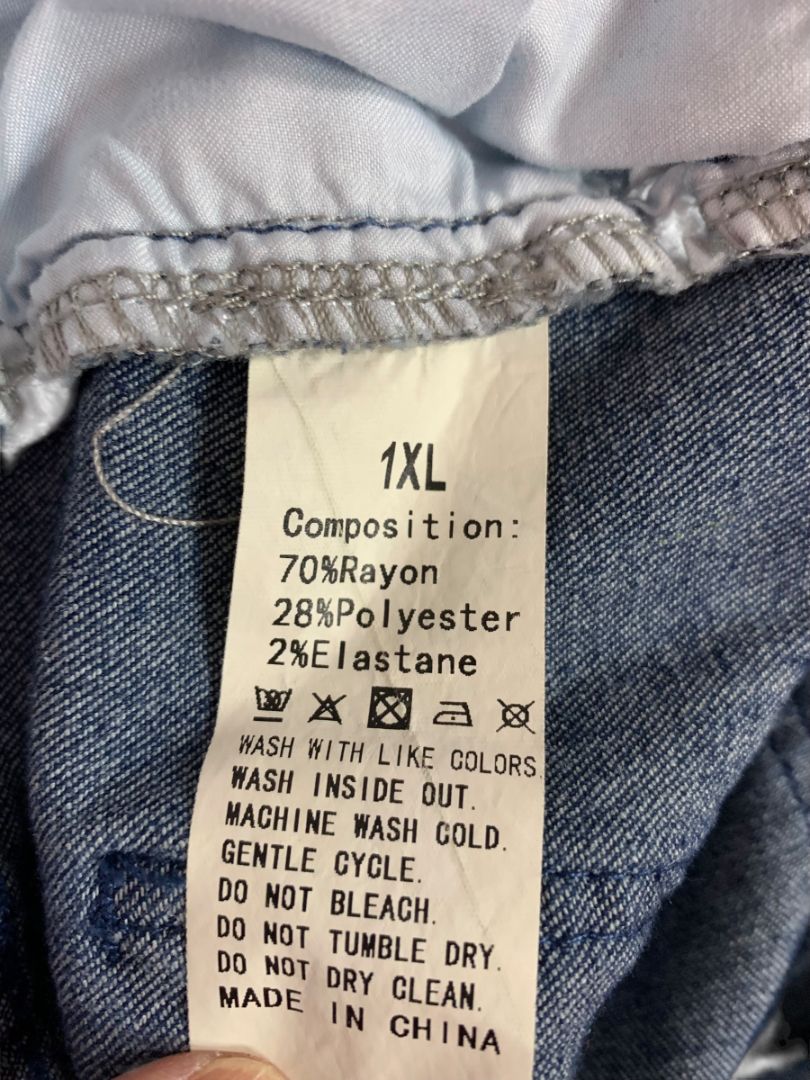 1XL
Composition:
70%Rayon
28%Polyester
2%Elastane
WASH WITH LIKE COLORS
WASH INSIDE OUT.
MACHINE WASH COLD.
GENTLE CYCLE.
DO NOT BLEACH.
DO NOT TUMBLE DRY.
DO NOT DRY CLEAN.
MADE IN CHINA